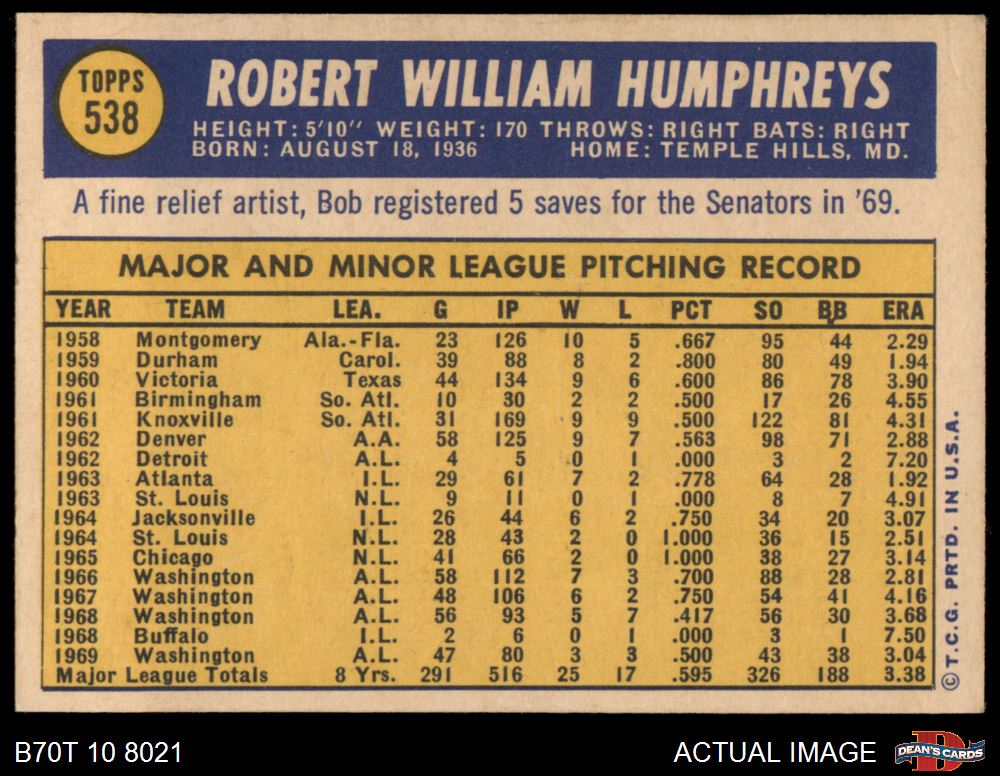 TOPPS
538
ROBERT WILLIAM HUMPHREYS
HEIGHT: 5'10" WEIGHT: 170 THROWS: RIGHT BATS: RIGHT
BORN: AUGUST 18, 1936 HOME: TEMPLE HILLS, MD.
A fine relief artist, Bob registered 5 saves for the Senators in '69.
MAJOR AND MINOR LEAGUE PITCHING RECORD
YEAR TEAM LEA. G IP W L PCT SO BB ERA
1958 Montgomery Ala.-Fla. 23 126 10 5 .667 95 44 2.29
1959 Durham Carol. 39 88 8 2 .800 80 49 1.94
1960 Victoria Texas 44 134 9 6 .600 86 78 3.90
1961 Birmingham So. Atl. 10 30 2 2 .500 17 26 4.55
1961 Knoxville So. Atl. 31 169 9 9 .500 122 81 4.31
1962 Denver A.A. 58 125 9 7 .563 98 71 2.88
1962 Detroit A.L. 4 5 0 1 .000 3 2 7.20
1963 Atlanta I.L. 29 61 7 2 .778 64 28 1.92
1963 St. Louis N.L. 9 11 0 1 .000 8 7 4.91
1964 Jacksonville I.L. 26 44 6 2 .750 34 20 3.07
1964 St. Louis N.L. 28 43 2 0 1.000 36 15 2.51
1965 Chicago N.L. 41 66 2 0 1.000 38 27 3.14
1966 Washington A.L. 58 112 7 3 .700 88 28 2.81
1967 Washington A.L. 48 106 6 2 .750 54 41 4.16
1968 Washington A.L. 56 93 5 7 .417 56 30 3.68
1968 Buffalo I.L. 2 6 0 1 .000 3 1 7.50
1969 Washington A.L. 47 80 3 3 .500 43 38 3.04
Major League Totals 8 Yrs. 291 516 25 17 .595 326 188 3.38
©T.C.G. PRTD. IN U.S.A.
B70T 10 8021 ACTUAL IMAGE DEAN'S CARDS